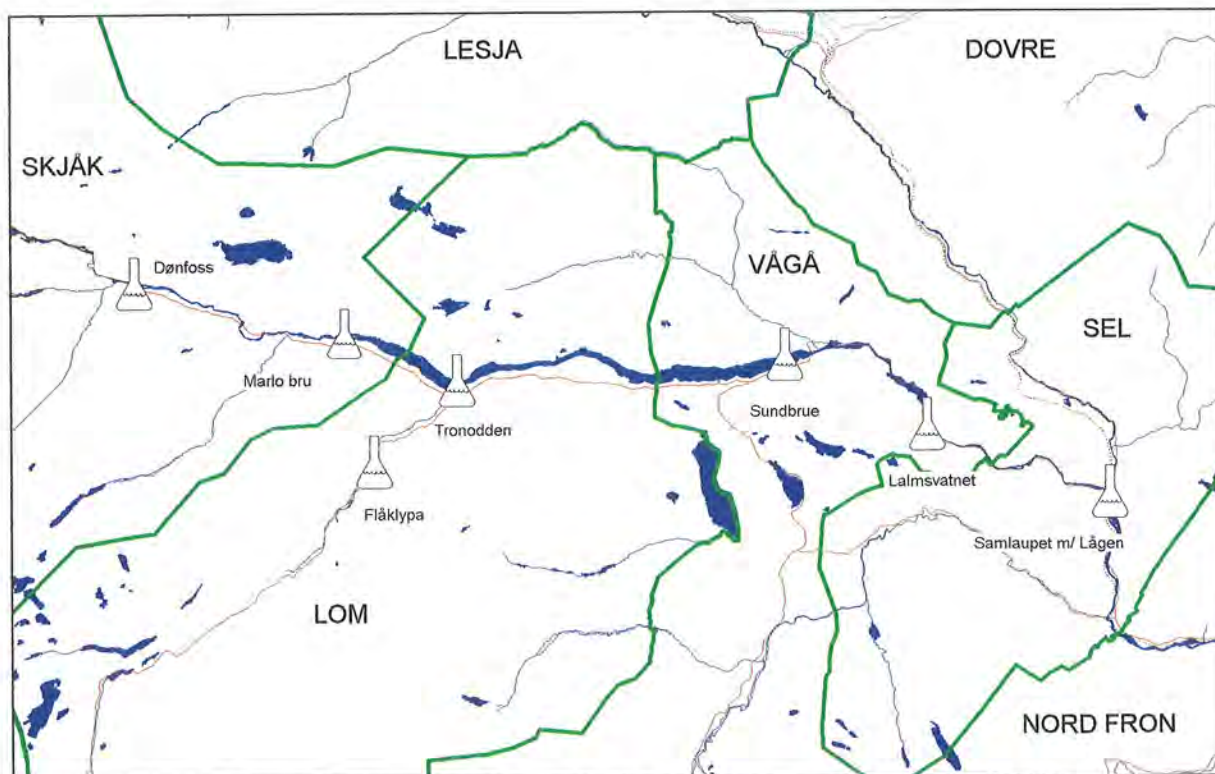 LESJA
DOVRE
SKJÅK
VÅGÅ
Dønfoss
SEL
Marlo bru
Sundbrue
Tronodden
Lalmsvatnet
Flåklypa
Samlaupet m/ Lågen
LOM
NORD FRON